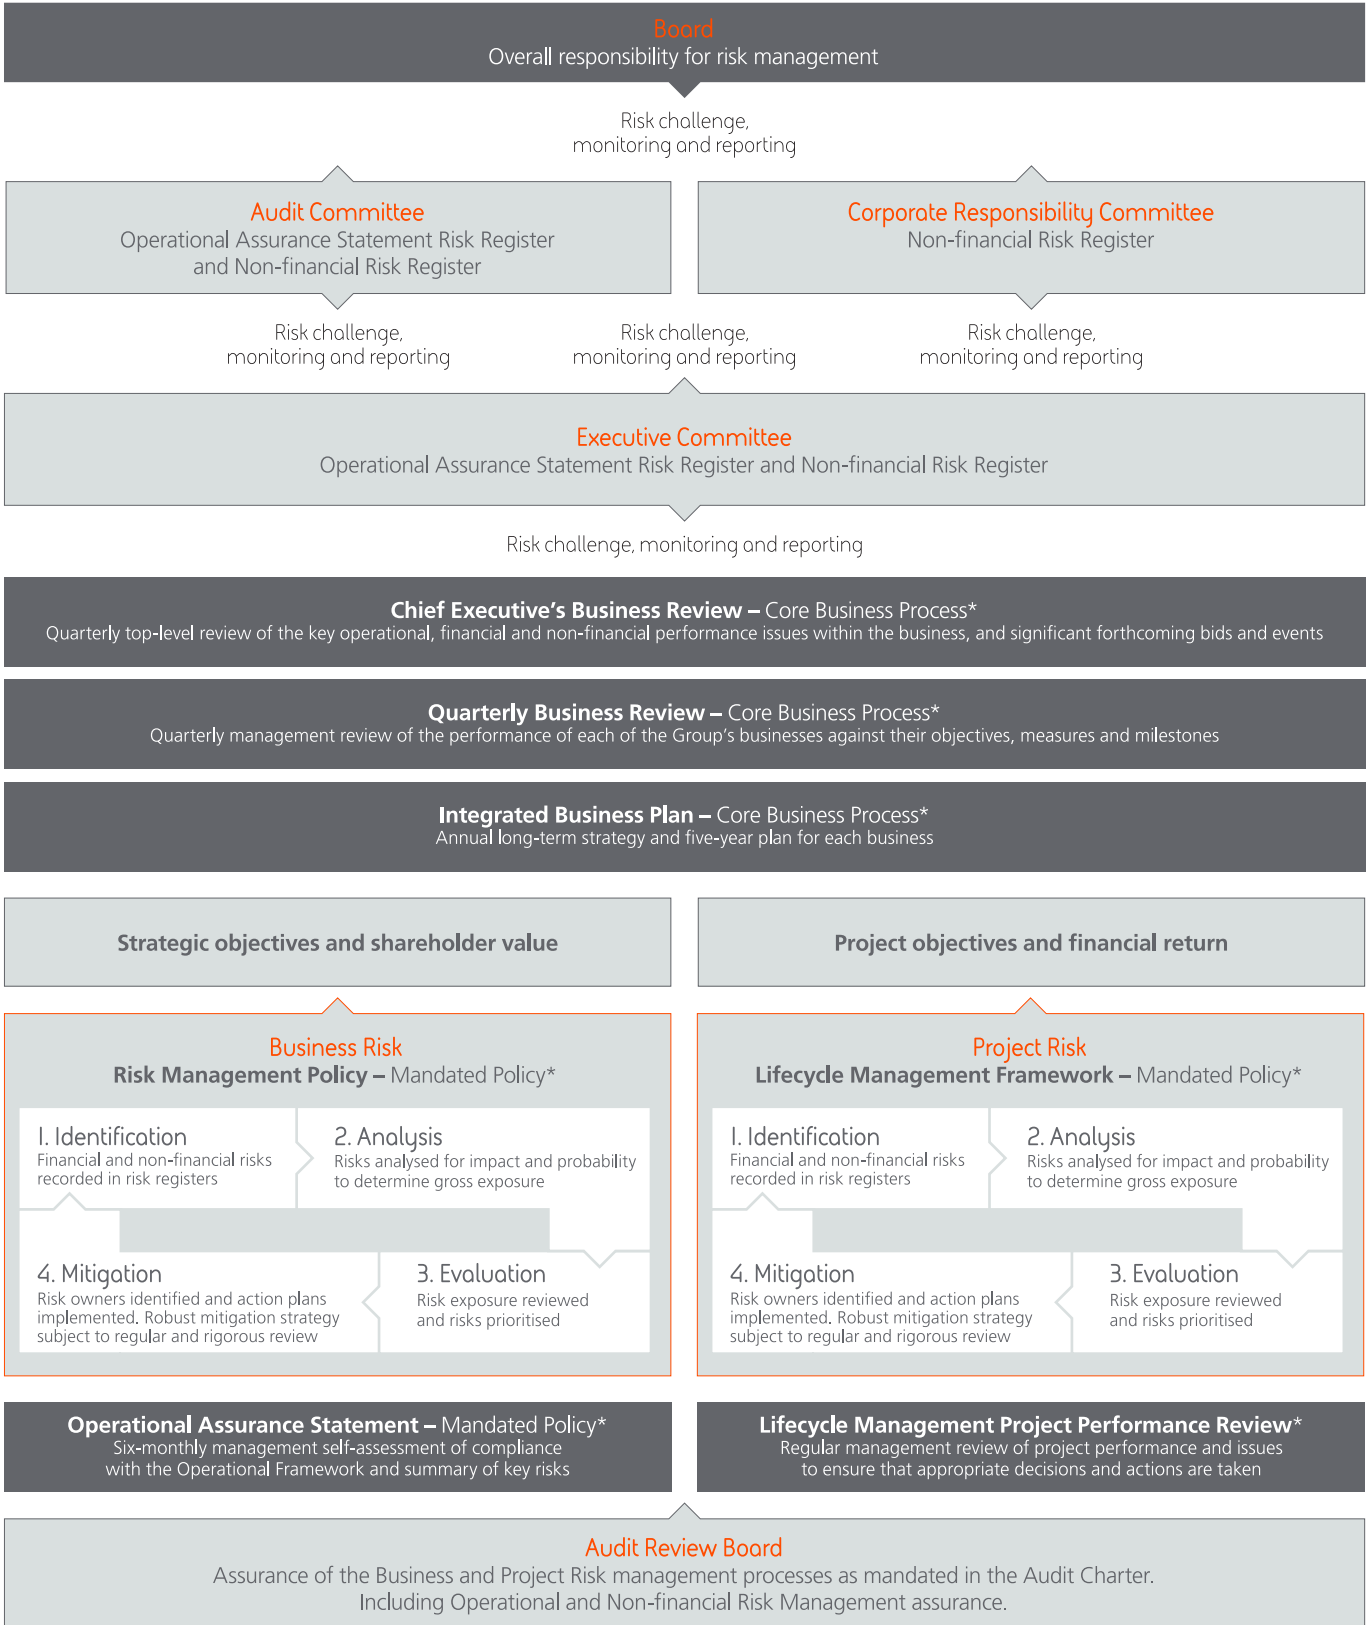 Board
Overall responsibility for risk management
Risk challenge,
monitoring and reporting
Audit Committee
Operational Assurance Statement Risk Register
and Non-financial Risk Register
Corporate Responsibility Committee
Non-financial Risk Register
Risk challenge,
monitoring and reporting
Risk challenge,
monitoring and reporting
Risk challenge,
monitoring and reporting
Executive Committee
Operational Assurance Statement Risk Register and Non-financial Risk Register
Risk challenge, monitoring and reporting
Chief Executive's Business Review – Core Business Process*
Quarterly top-level review of the key operational, financial and non-financial performance issues within the business, and significant forthcoming bids and events
Quarterly Business Review – Core Business Process*
Quarterly management review of the performance of each of the Group's businesses against their objectives, measures and milestones
Integrated Business Plan – Core Business Process*
Annual long-term strategy and five-year plan for each business
Strategic objectives and shareholder value
Project objectives and financial return
Business Risk
Risk Management Policy – Mandated Policy*
1. Identification
Financial and non-financial risks
recorded in risk registers
2. Analysis
Risks analysed for impact and probability
to determine gross exposure
4. Mitigation
Risk owners identified and action plans
implemented. Robust mitigation strategy
subject to regular and rigorous review
3. Evaluation
Risk exposure reviewed
and risks prioritised
Project Risk
Lifecycle Management Framework – Mandated Policy*
1. Identification
Financial and non-financial risks
recorded in risk registers
2. Analysis
Risks analysed for impact and probability
to determine gross exposure
4. Mitigation
Risk owners identified and action plans
implemented. Robust mitigation strategy
subject to regular and rigorous review
3. Evaluation
Risk exposure reviewed
and risks prioritised
Operational Assurance Statement – Mandated Policy*
Six-monthly management self-assessment of compliance
with the Operational Framework and summary of key risks
Lifecycle Management Project Performance Review*
Regular management review of project performance and issues
to ensure that appropriate decisions and actions are taken
Audit Review Board
Assurance of the Business and Project Risk management processes as mandated in the Audit Charter.
Including Operational and Non-financial Risk Management assurance.